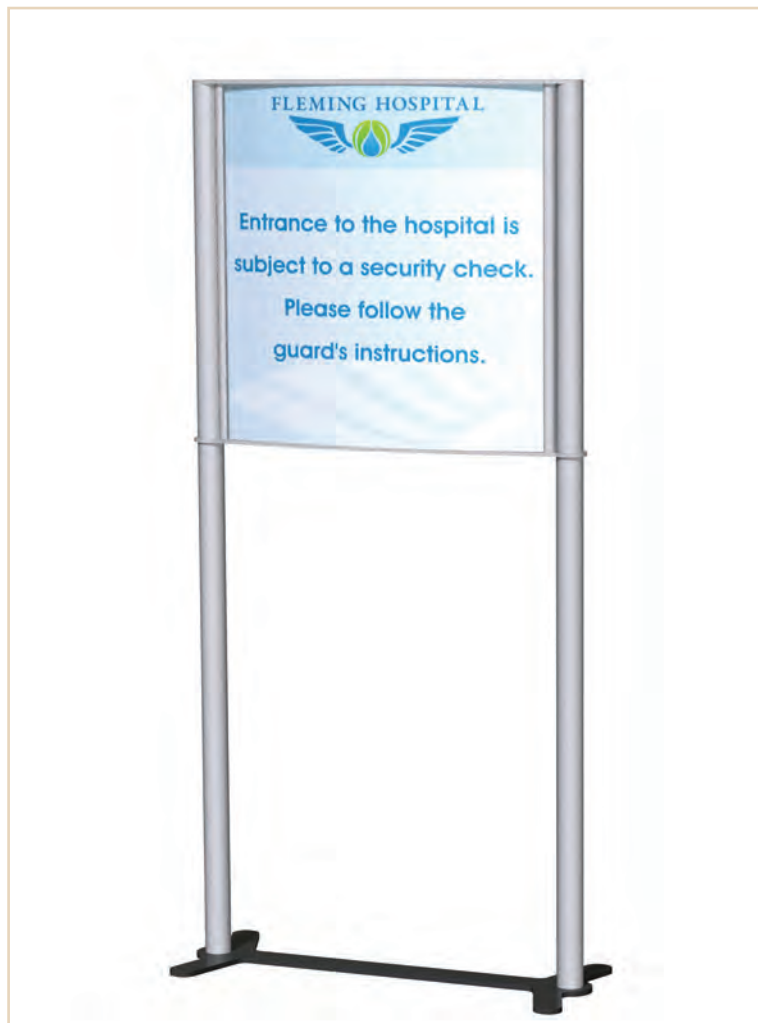 FLEMING HOSPITAL
Entrance to the hospital is
subject to a security check.
Please follow the
guard's instructions.